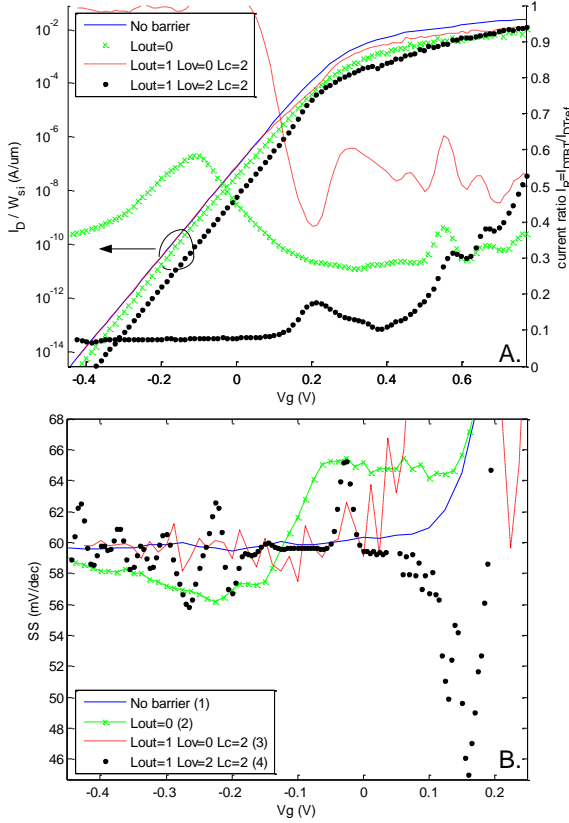 No barrier
Lout=0
Lout=1 Lov=0 Lc=2
Lout=1 Lov=2 Lc=2
10^-2
10^-4
10^-6
10^-8
10^-10
10^-12
10^-14
I_D / W_si (A/um)
1
0.9
0.8
0.7
0.6
0.5
0.4
0.3
0.2
0.1
0
current ratio I_R=I_DTBT/I_DTref
A.
-0.4 -0.2 0 0.2 0.4 0.6
Vg (V)
68
66
64
62
60
58
56
54
52
50
48
46
SS (mV/dec)
No barrier (1)
Lout=0 (2)
Lout=1 Lov=0 Lc=2 (3)
Lout=1 Lov=2 Lc=2 (4)
B.
-0.4 -0.3 -0.2 -0.1 0 0.1 0.2
Vg (V)